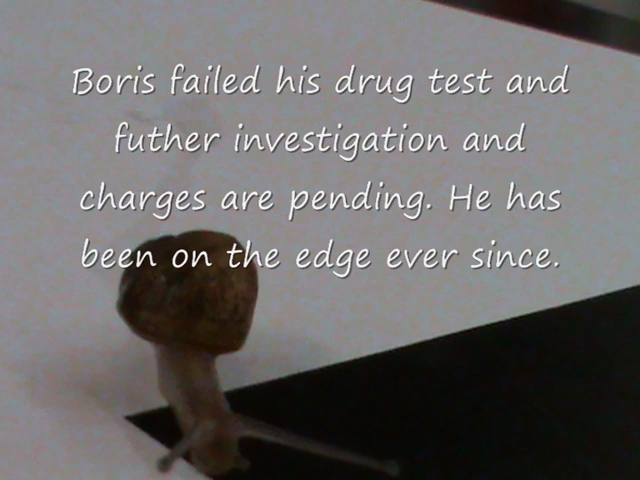 Boris failed his drug test and
futher investigation and
charges are pending. He has
been on the edge ever since.